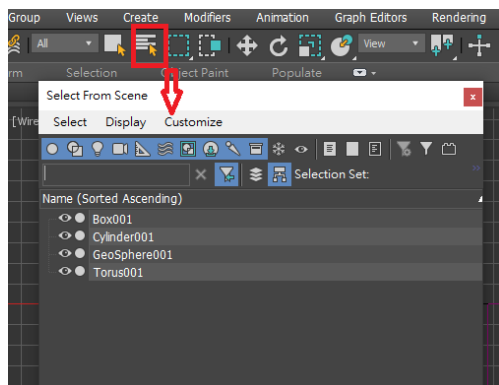 Group Views Create Modifiers Animation Graph Editors Rendering
All View
Selection Object Paint Populate
Select From Scene x
[Wire
Select Display Customize
Selection Set:
Name (Sorted Ascending)
Box001
Cylinder001
GeoSphere001
Torus001